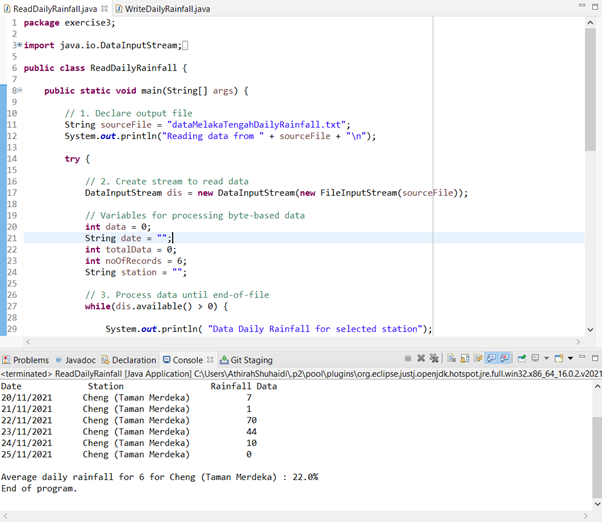 ReadDailyRainfall.java WriteDailyRainfall.java
1 package exercise3;
2
3 import java.io.DataInputStream;
5
6 public class ReadDailyRainfall {
7
8 public static void main(String[] args) {
9
10 // 1. Declare output file
11 String sourceFile = "dataMelakaTengahDailyRainfall.txt";
12 System.out.println("Reading data from " + sourceFile + "\n");
13
14 try {
15
16 // 2. Create stream to read data
17 DataInputStream dis = new DataInputStream(new FileInputStream(sourceFile));
18
19 // Variables for processing byte-based data
20 int data = 0;
21 String date = "";
22 int totalData = 0;
23 int noOfRecords = 6;
24 String station = "";
25
26 // 3. Process data until end-of-file
27 while(dis.available() > 0) {
28
29 System.out.println( "Data Daily Rainfall for selected station");
Problems Javadoc Declaration Console Git Staging
<terminated> ReadDailyRainfall [Java Application] C:\Users\AthirahShuhaidi\.p2\pool\plugins\org.eclipse.justj.openjdk.hotspot.jre.full.win32.x86_64_16.0.2.v2021
Date Station Rainfall Data
20/11/2021 Cheng (Taman Merdeka) 7
21/11/2021 Cheng (Taman Merdeka) 1
22/11/2021 Cheng (Taman Merdeka) 70
23/11/2021 Cheng (Taman Merdeka) 44
24/11/2021 Cheng (Taman Merdeka) 10
25/11/2021 Cheng (Taman Merdeka) 0
Average daily rainfall for 6 for Cheng (Taman Merdeka) : 22.0%
End of program.